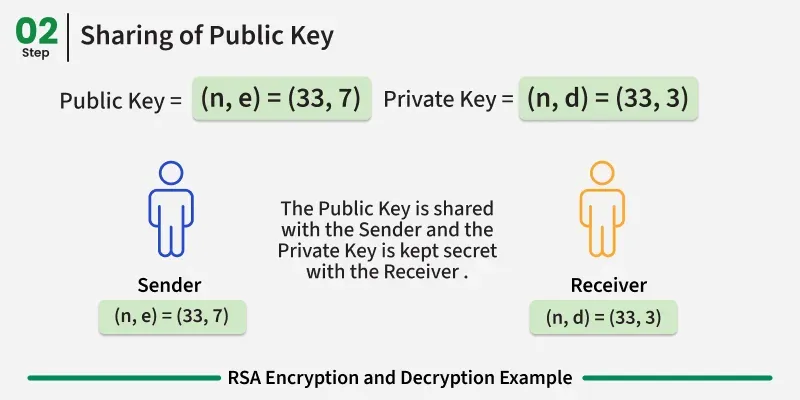 02
Step
Sharing of Public Key
Public Key = (n, e) = (33, 7) Private Key = (n, d) = (33, 3)
The Public Key is shared
with the Sender and the
Private Key is kept secret
with the Receiver .
Sender
(n, e) = (33, 7)
Receiver
(n, d) = (33, 3)
RSA Encryption and Decryption Example